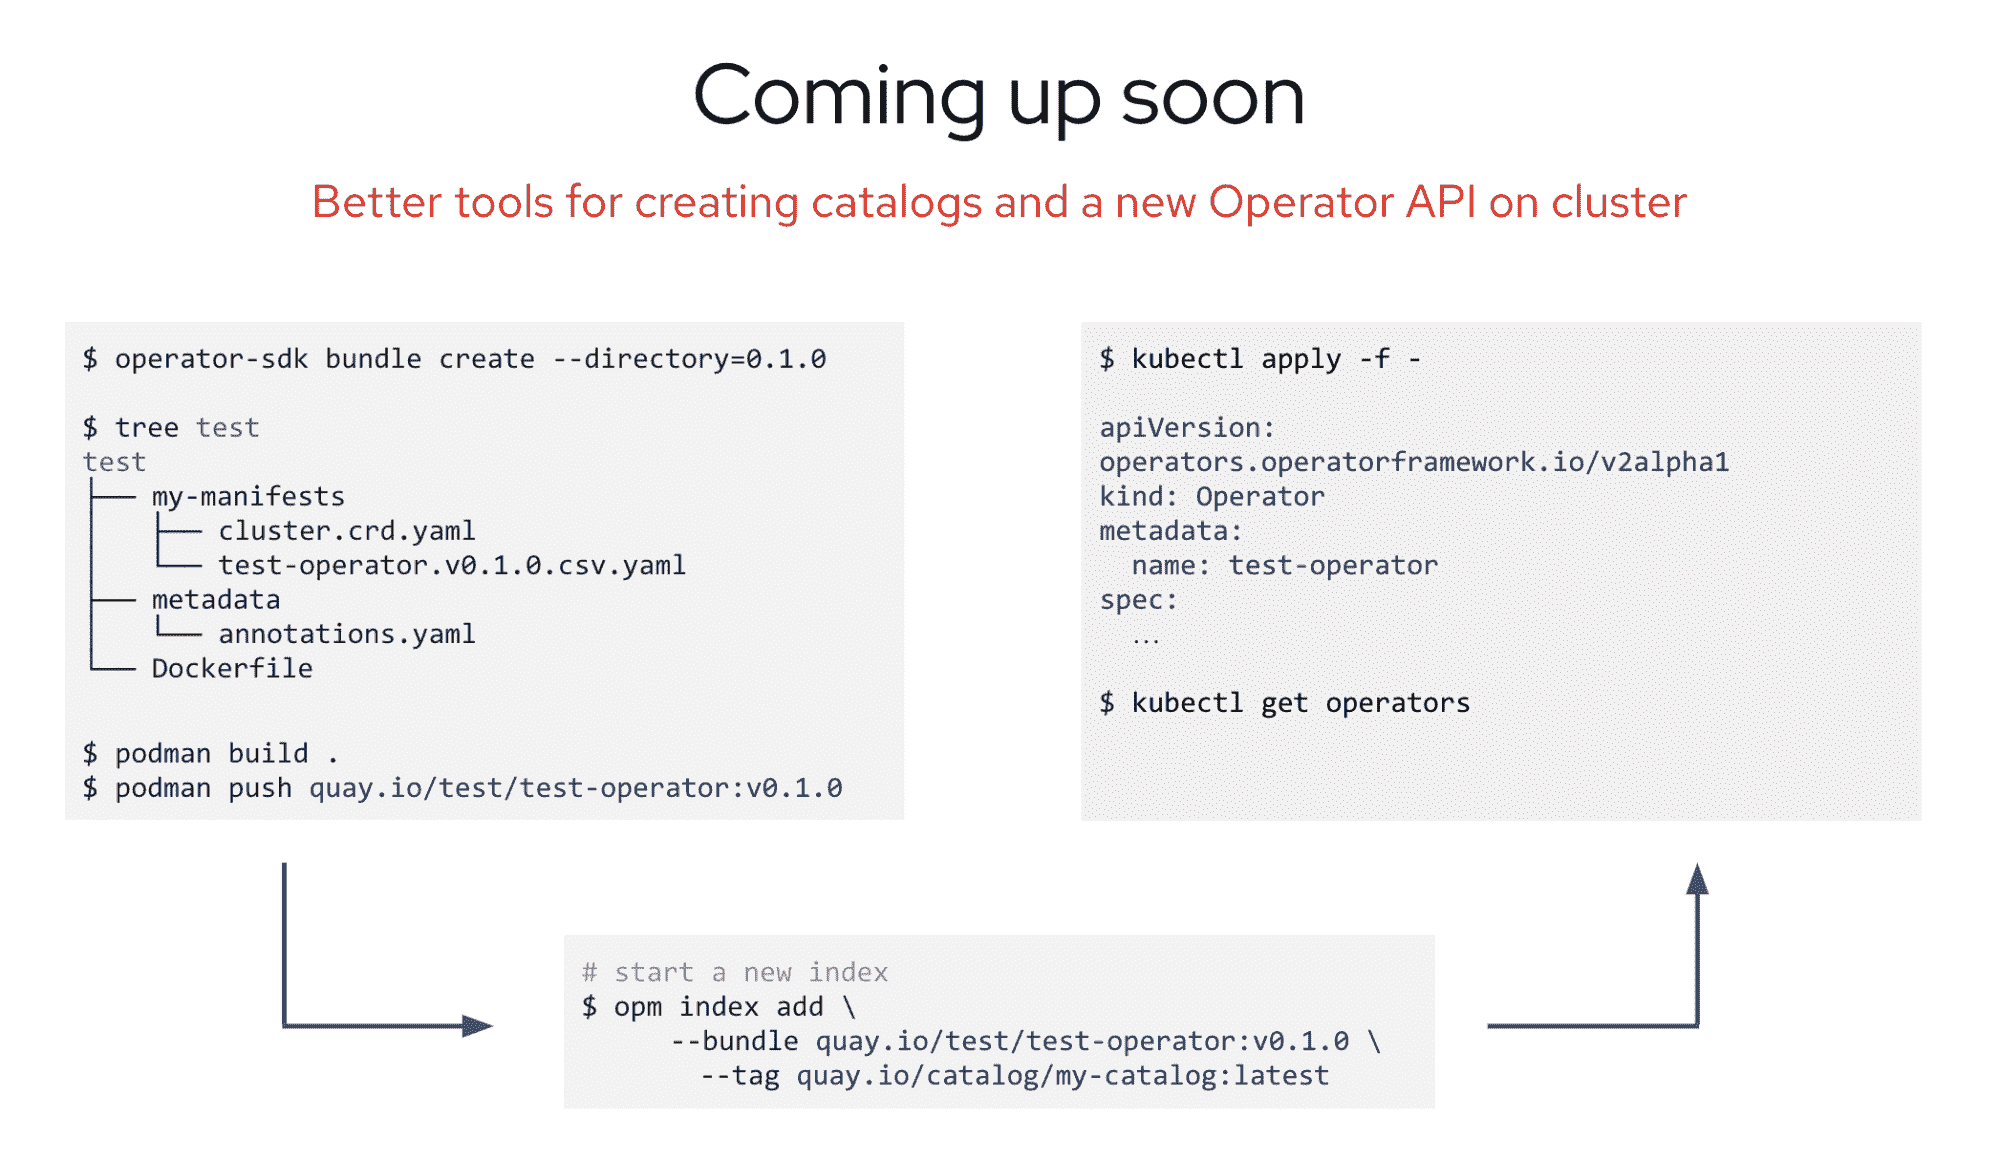 Coming up soon
Better tools for creating catalogs and a new Operator API on cluster
$ operator-sdk bundle create --directory=0.1.0
$ tree test
test
├── my-manifests
│   ├── cluster.crd.yaml
│   └── test-operator.v0.1.0.csv.yaml
├── metadata
│   └── annotations.yaml
└── Dockerfile
$ podman build .
$ podman push quay.io/test/test-operator:v0.1.0
# start a new index
$ opm index add \
--bundle quay.io/test/test-operator:v0.1.0 \
--tag quay.io/catalog/my-catalog:latest
$ kubectl apply -f -
apiVersion:
operators.operatorframework.io/v2alpha1
kind: Operator
metadata:
  name: test-operator
spec:
  ...
$ kubectl get operators